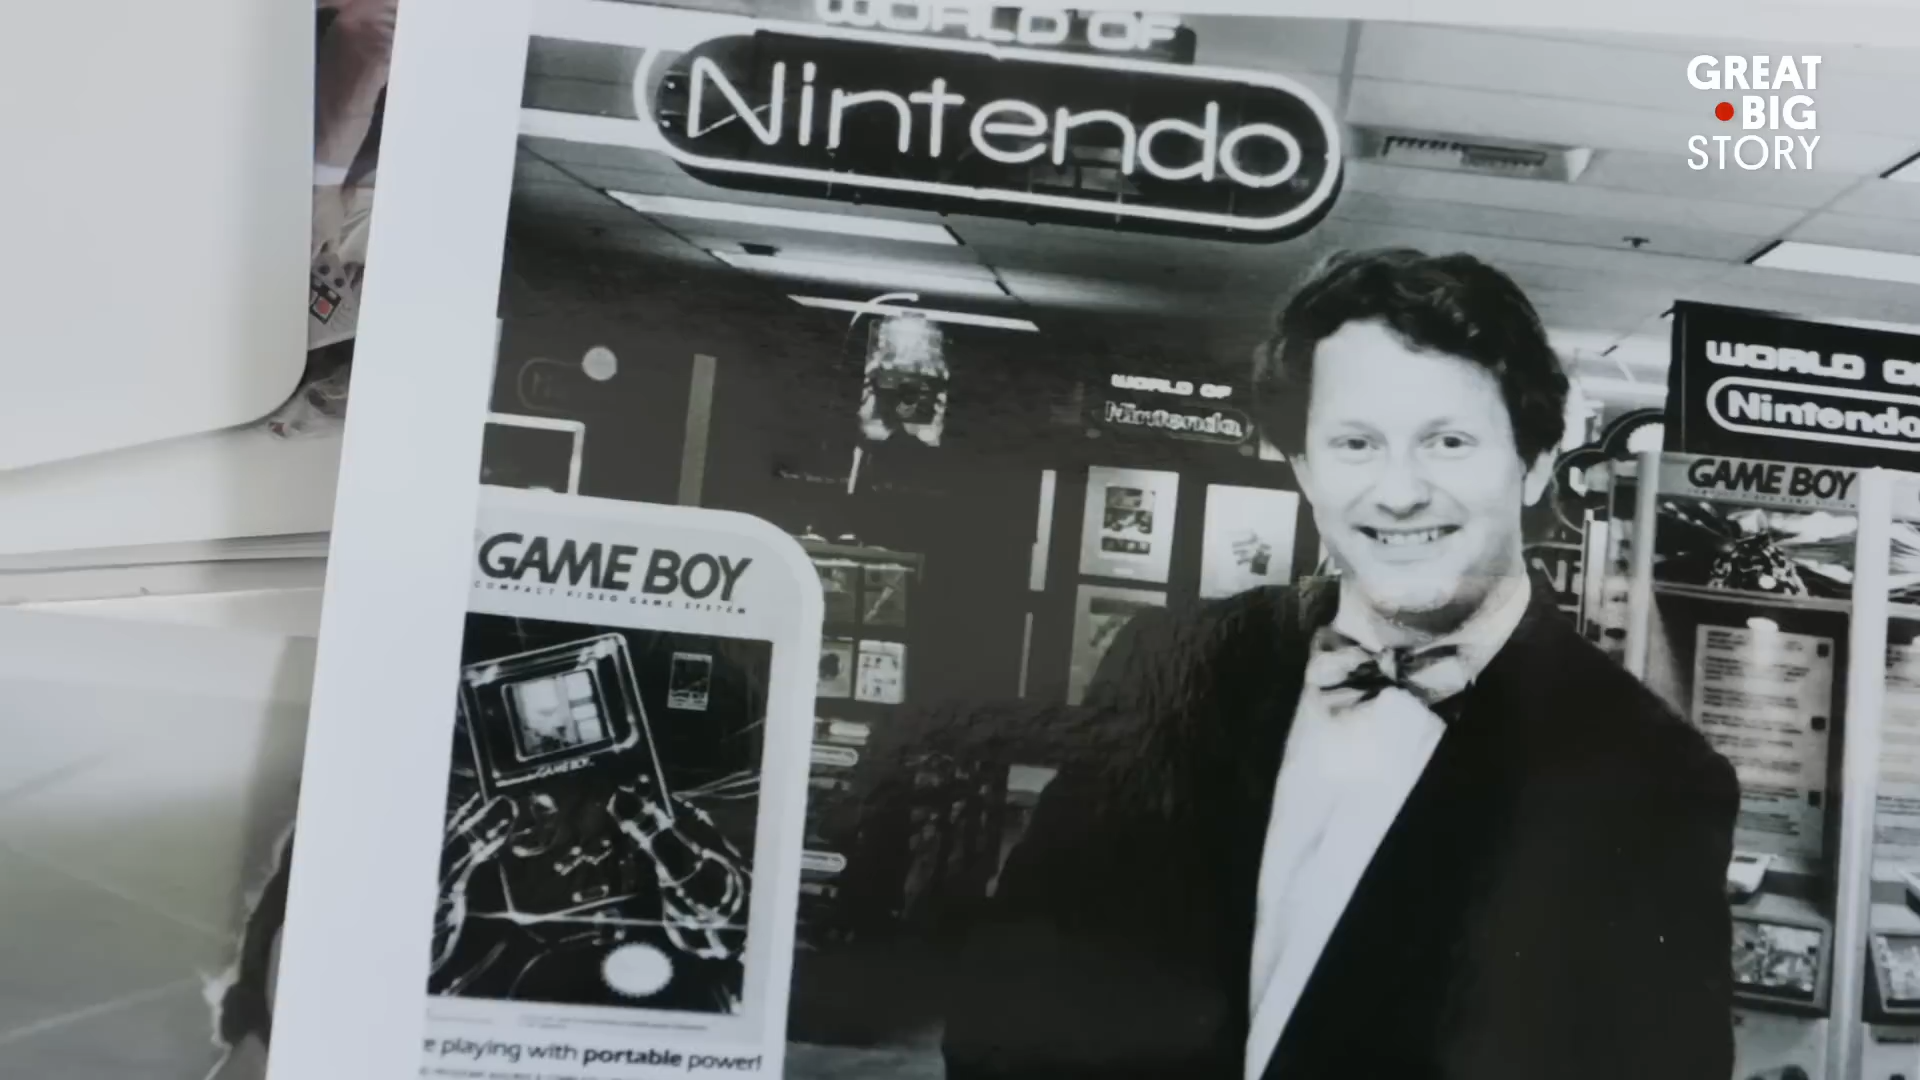 WORLD OF
Nintendo
GREAT
BIG
STORY
WORLD OF
Nintendo
WORLD
Nintendo
GAME BOY
GAME BOY
COMPACT VIDEO GAME SYSTEM
GAME BOY
playing with portable power!